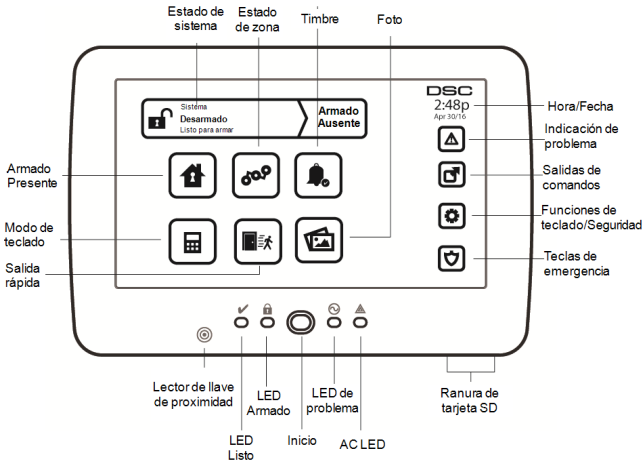 Estado de
sistema
Estado
de zona
Timbre
Foto
Sistema
Desarmado
Listo para armar
Armado
Ausente
DSC
2:48p
Apr 30/16
Hora/Fecha
Indicación de
problema
Salidas de
comandos
Funciones de
teclado/Seguridad
Teclas de
emergencia
Armado
Presente
Modo de
teclado
Salida
rápida
Lector de llave
de proximidad
LED
Listo
LED
Armado
Inicio
LED de
problema
AC LED
Ranura de
tarjeta SD